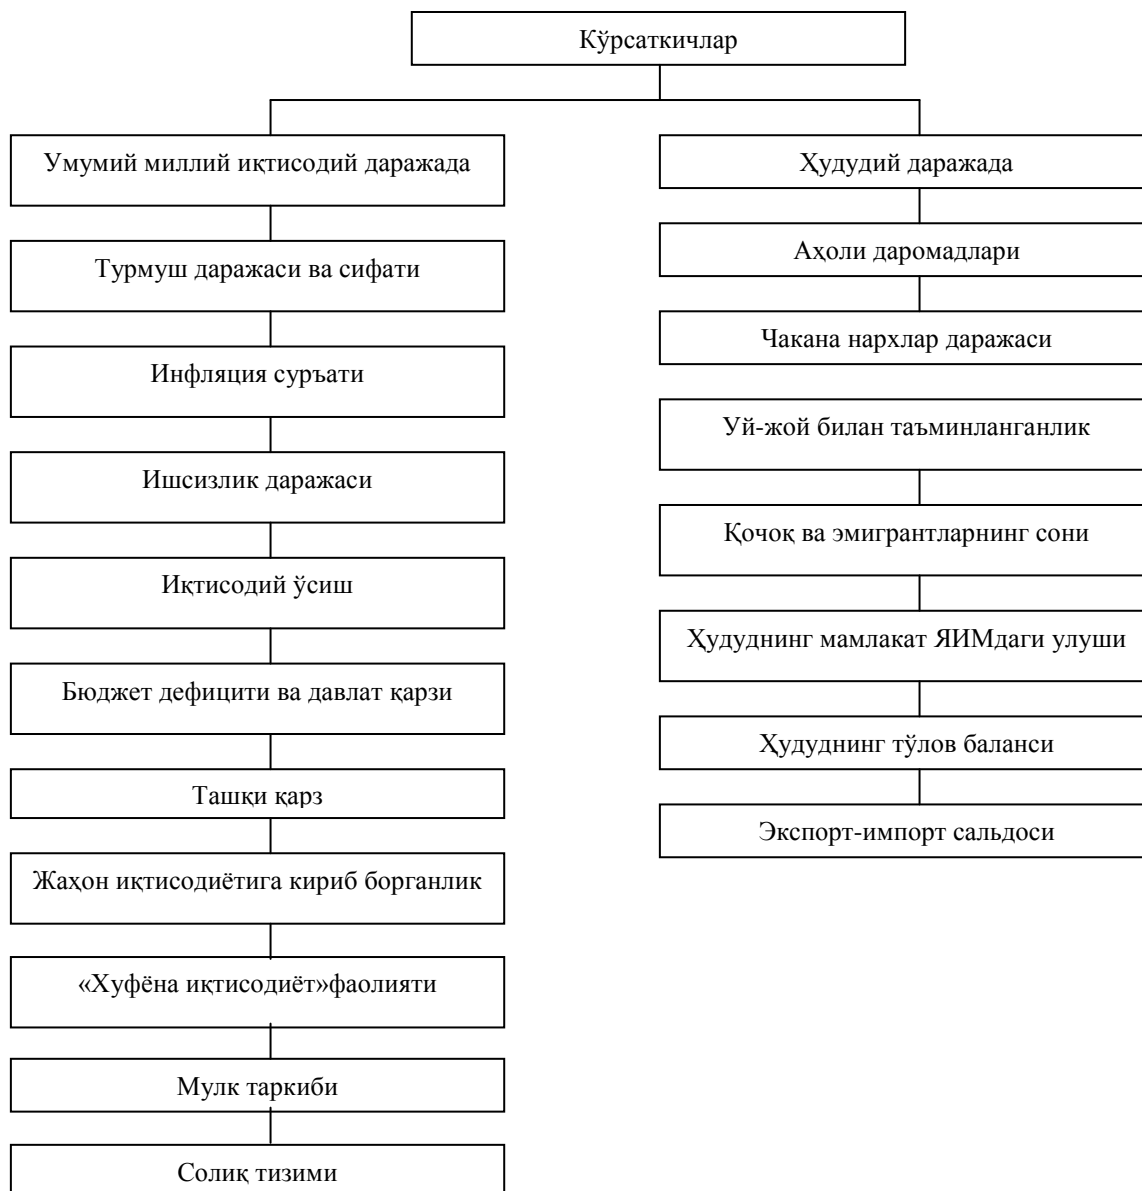 Кўрсаткичлар
Умумий миллий иқтисодий даражада
Турмуш даражаси ва сифати
Инфляция суръати
Ишсизлик даражаси
Иқтисодий ўсиш
Бюджет дефицити ва давлат қарзи
Ташқи қарз
Жаҳон иқтисодиётига кириб борганлик
«Хуфёна иқтисодиёт»фаолияти
Мулк таркиби
Солиқ тизими
Ҳудудий даражада
Аҳоли даромадлари
Чакана нархлар даражаси
Уй-жой билан таъминланганлик
Қочоқ ва эмигрантларнинг сони
Ҳудуднинг мамлакат ЯИМдаги улуши
Ҳудуднинг тўлов баланси
Экспорт-импорт сальдоси